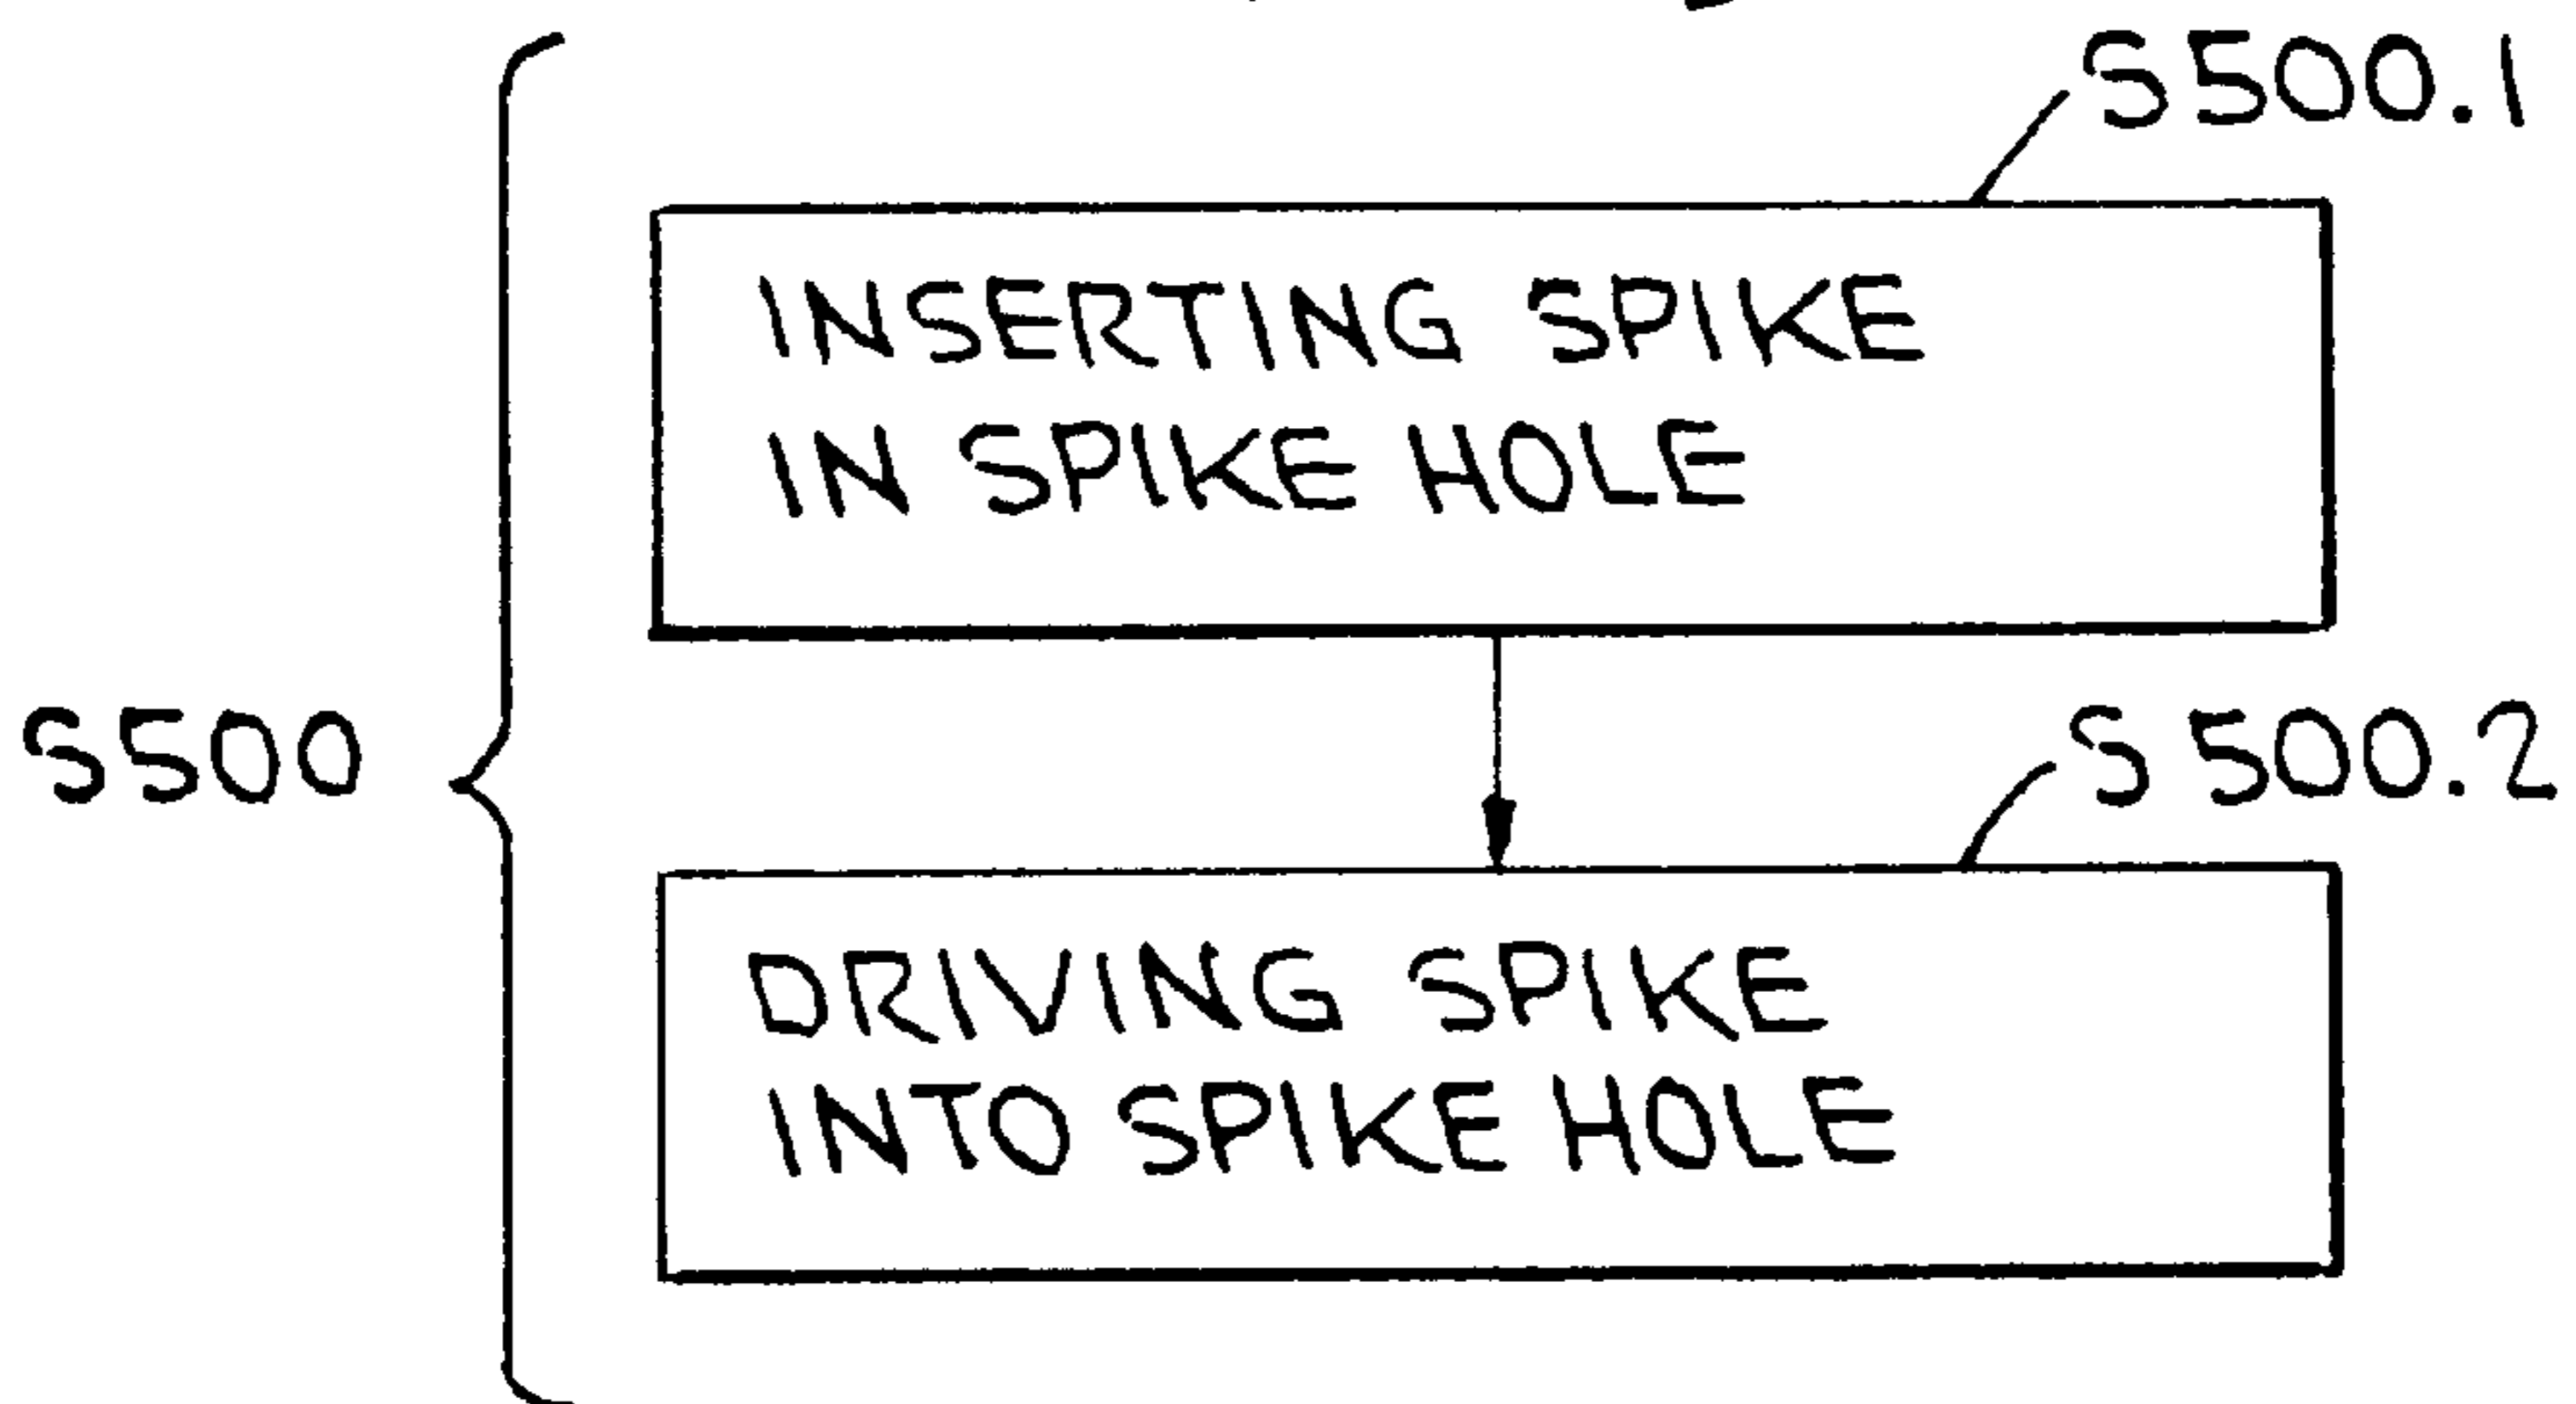 S500.1
INSERTING SPIKE
IN SPIKE HOLE
S500
S500.2
DRIVING SPIKE
INTO SPIKE HOLE